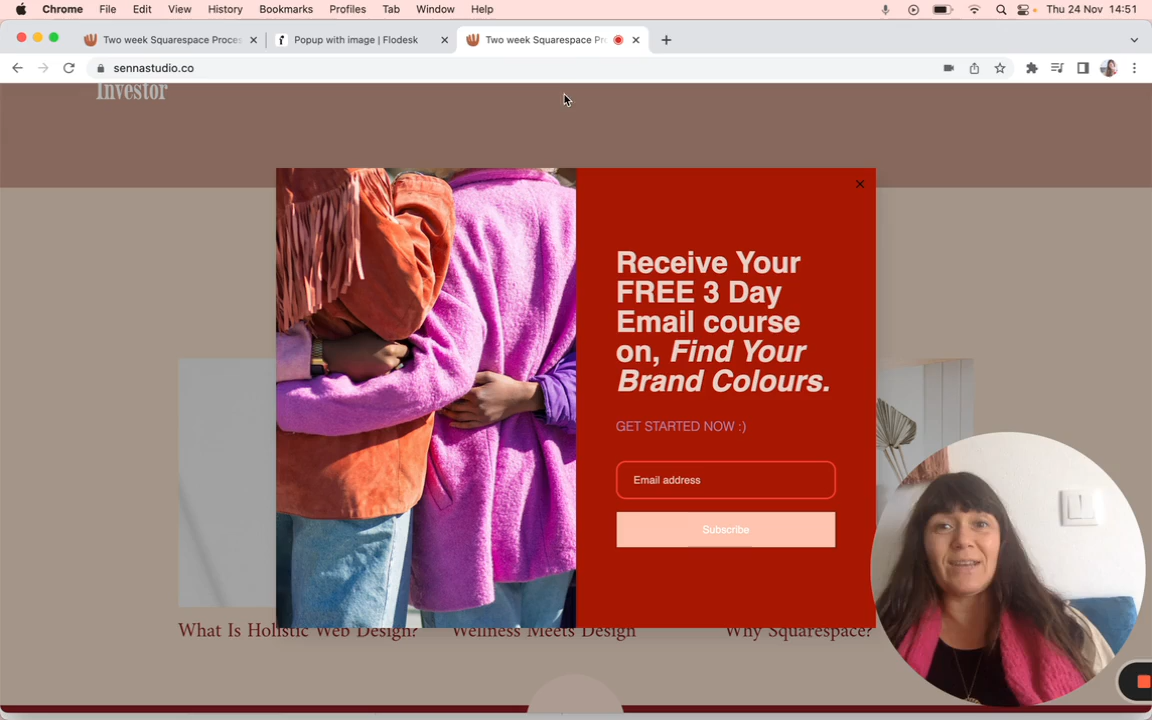 Chrome File Edit View History Bookmarks Profiles Tab Window Help Thu 24 Nov 14:51
Two week Squarespace Proces Popup with image | Flodesk Two week Squarespace Pr
sennastudio.co
Investor
Receive Your
FREE 3 Day
Email course
on, Find Your
Brand Colours.
GET STARTED NOW :)
Email address
Subscribe
What Is Holistic Web Design? Wellness Meets Design Why Squarespace?